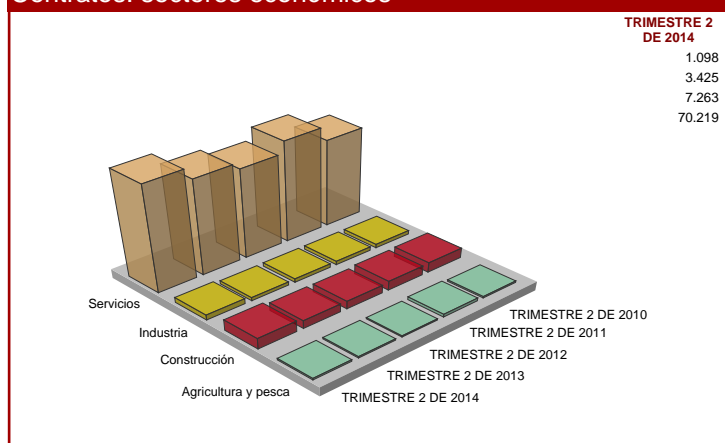 Contratos: sectores económicos
TRIMESTRE 2
DE 2014
1.098
3.425
7.263
70.219
Servicios
Industria
Construcción
Agricultura y pesca
TRIMESTRE 2 DE 2010
TRIMESTRE 2 DE 2011
TRIMESTRE 2 DE 2012
TRIMESTRE 2 DE 2013
TRIMESTRE 2 DE 2014